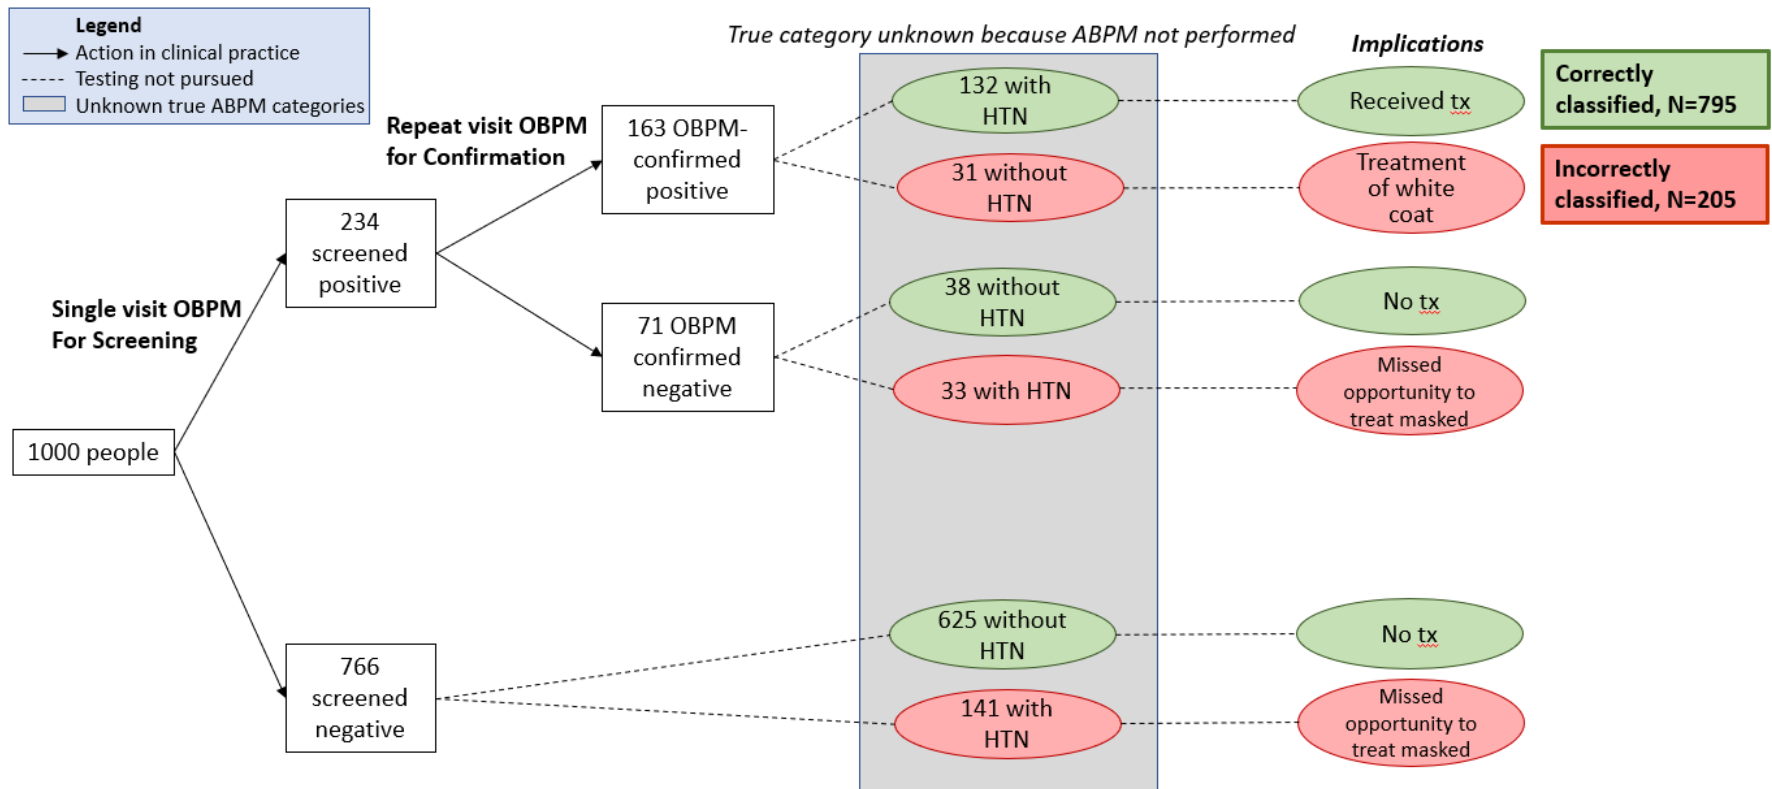 Legend
Action in clinical practice
Testing not pursued
Unknown true ABPM categories
True category unknown because ABPM not performed
Implications
Correctly
classified, N=795
Incorrectly
classified, N=205
Single visit OBPM
For Screening
Repeat visit OBPM
for Confirmation
1000 people
234
screened
positive
766
screened
negative
163 OBPM-
confirmed
positive
71 OBPM
confirmed
negative
132 with
HTN
Received tx
31 without
HTN
Treatment
of white
coat
38 without
HTN
No tx
33 with HTN
Missed
opportunity to
treat masked
625 without
HTN
No tx
141 with
HTN
Missed
opportunity to
treat masked